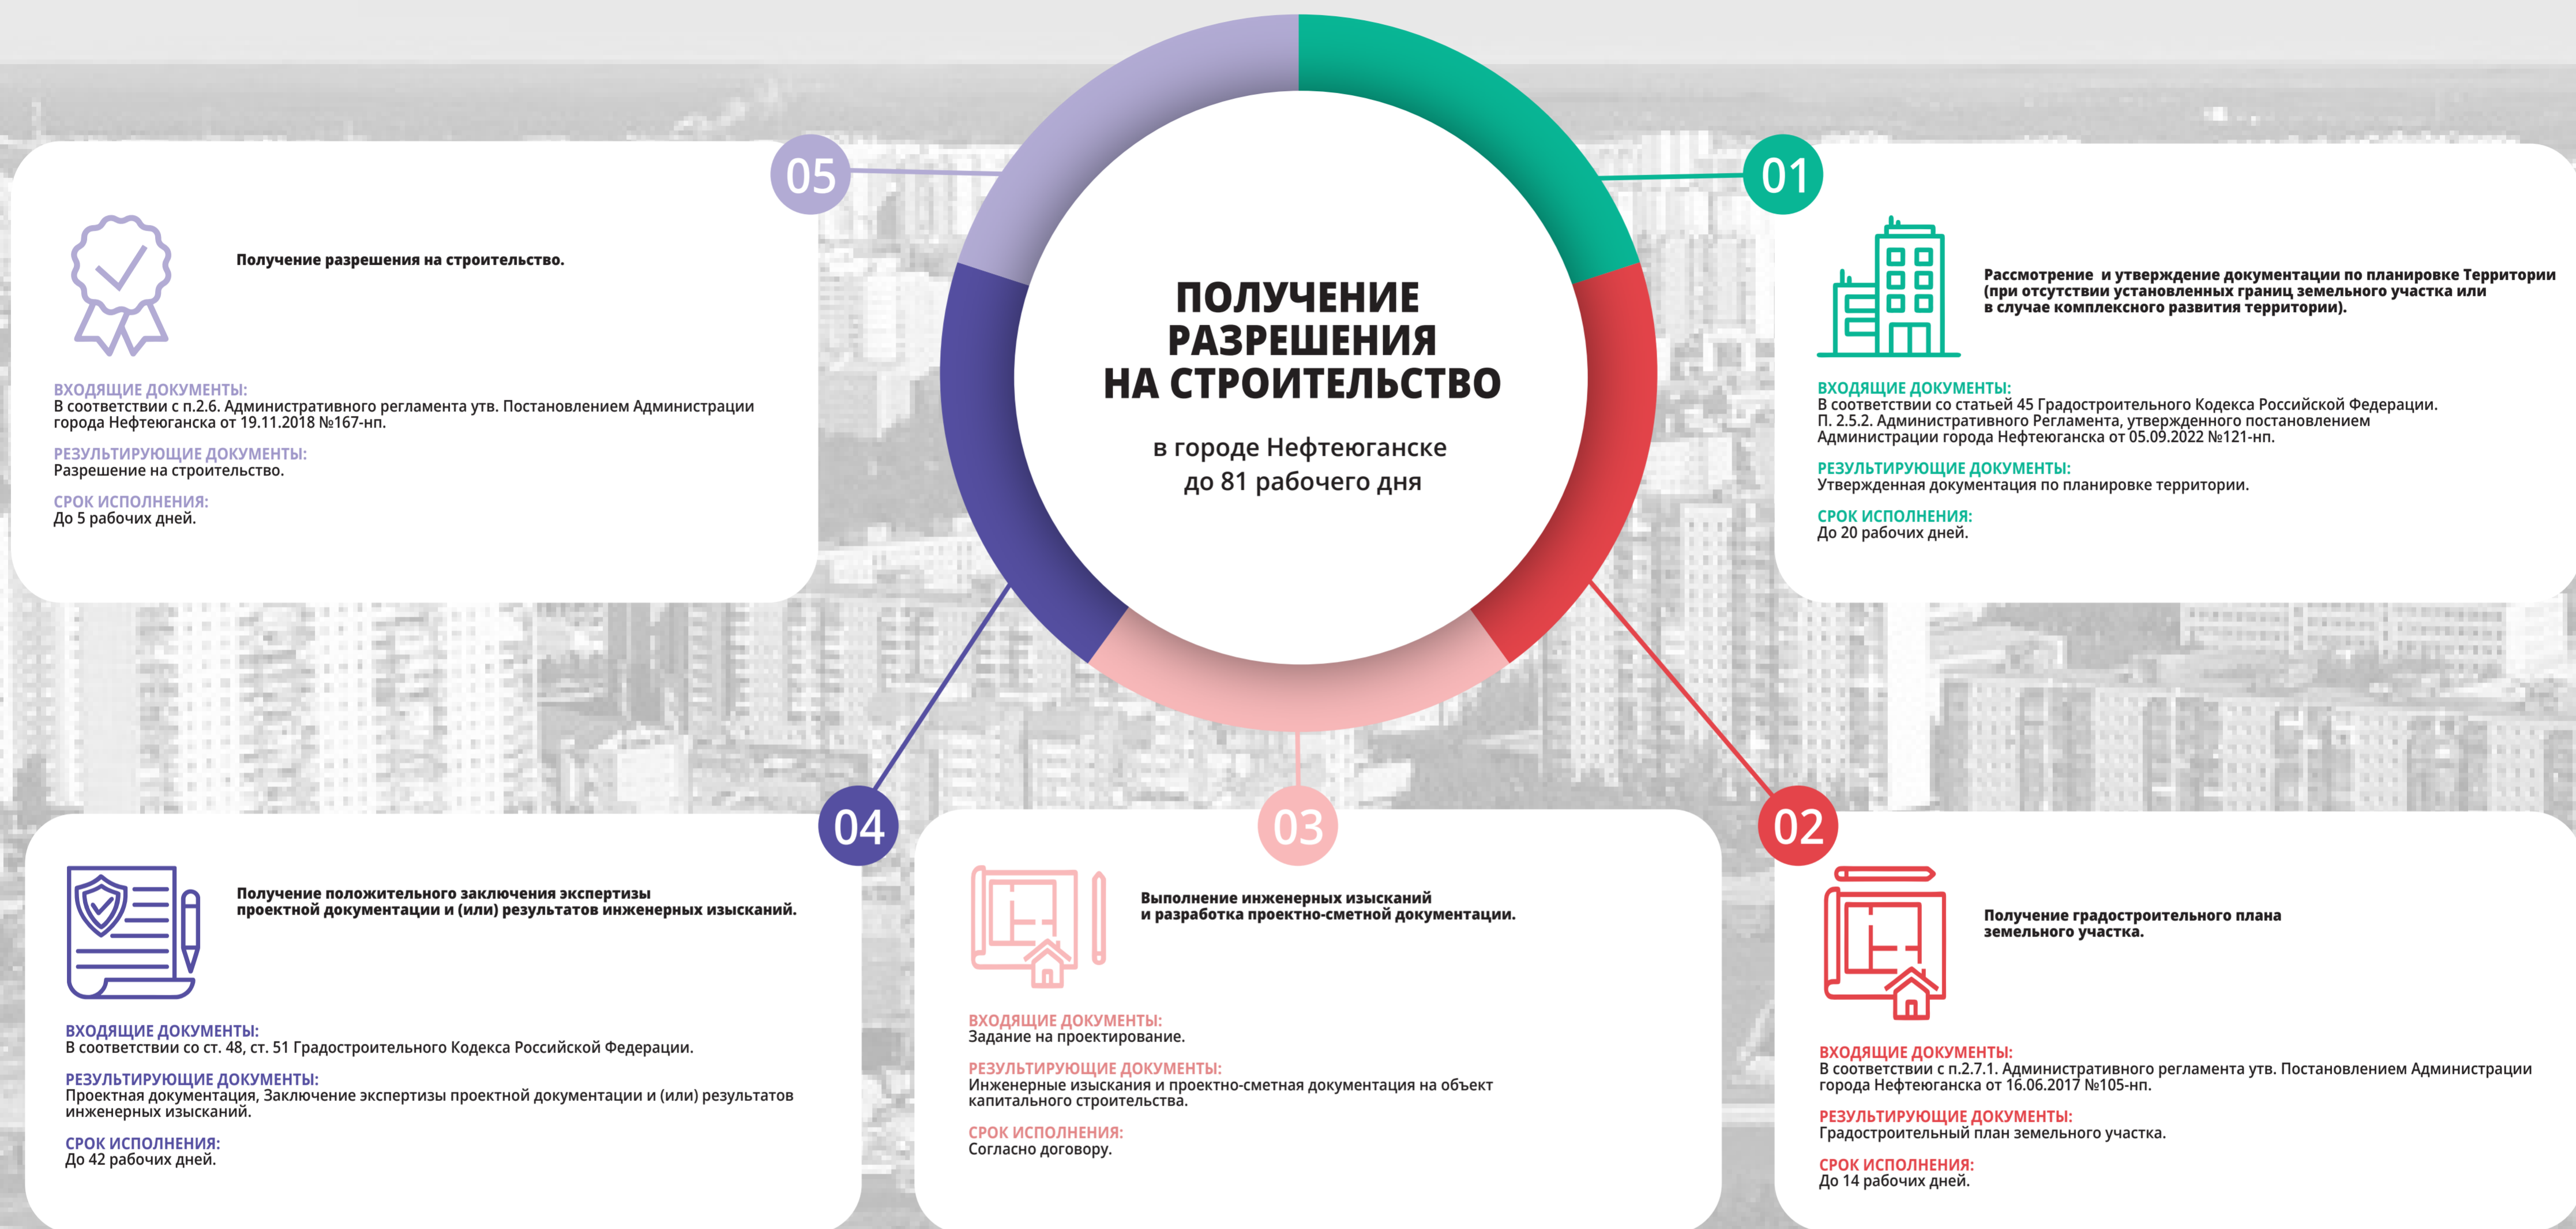 ПОЛУЧЕНИЕ
РАЗРЕШЕНИЯ
НА СТРОИТЕЛЬСТВО
в городе Нефтеюганске
до 81 рабочего дня
01
Рассмотрение и утверждение документации по планировке Территории
(при отсутствии установленных границ земельного участка или
в случае комплексного развития территории).
ВХОДЯЩИЕ ДОКУМЕНТЫ:
В соответствии со статьей 45 Градостроительного Кодекса Российской Федерации.
П. 2.5.2. Административного Регламента, утвержденного постановлением
Администрации города Нефтеюганска от 05.09.2022 №121-нп.
РЕЗУЛЬТИРУЮЩИЕ ДОКУМЕНТЫ:
Утвержденная документация по планировке территории.
СРОК ИСПОЛНЕНИЯ:
До 20 рабочих дней.
02
Получение градостроительного плана
земельного участка.
ВХОДЯЩИЕ ДОКУМЕНТЫ:
В соответствии с п.2.7.1. Административного регламента утв. Постановлением Администрации
города Нефтеюганска от 16.06.2017 №105-нп.
РЕЗУЛЬТИРУЮЩИЕ ДОКУМЕНТЫ:
Градостроительный план земельного участка.
СРОК ИСПОЛНЕНИЯ:
До 14 рабочих дней.
03
Выполнение инженерных изысканий
и разработка проектно-сметной документации.
ВХОДЯЩИЕ ДОКУМЕНТЫ:
Задание на проектирование.
РЕЗУЛЬТИРУЮЩИЕ ДОКУМЕНТЫ:
Инженерные изыскания и проектно-сметная документация на объект
капитального строительства.
СРОК ИСПОЛНЕНИЯ:
Согласно договору.
04
Получение положительного заключения экспертизы
проектной документации и (или) результатов инженерных изысканий.
ВХОДЯЩИЕ ДОКУМЕНТЫ:
В соответствии со ст. 48, ст. 51 Градостроительного Кодекса Российской Федерации.
РЕЗУЛЬТИРУЮЩИЕ ДОКУМЕНТЫ:
Проектная документация, Заключение экспертизы проектной документации и (или) результатов
инженерных изысканий.
СРОК ИСПОЛНЕНИЯ:
До 42 рабочих дней.
05
Получение разрешения на строительство.
ВХОДЯЩИЕ ДОКУМЕНТЫ:
В соответствии с п.2.6. Административного регламента утв. Постановлением Администрации
города Нефтеюганска от 19.11.2018 №167-нп.
РЕЗУЛЬТИРУЮЩИЕ ДОКУМЕНТЫ:
Разрешение на строительство.
СРОК ИСПОЛНЕНИЯ:
До 5 рабочих дней.